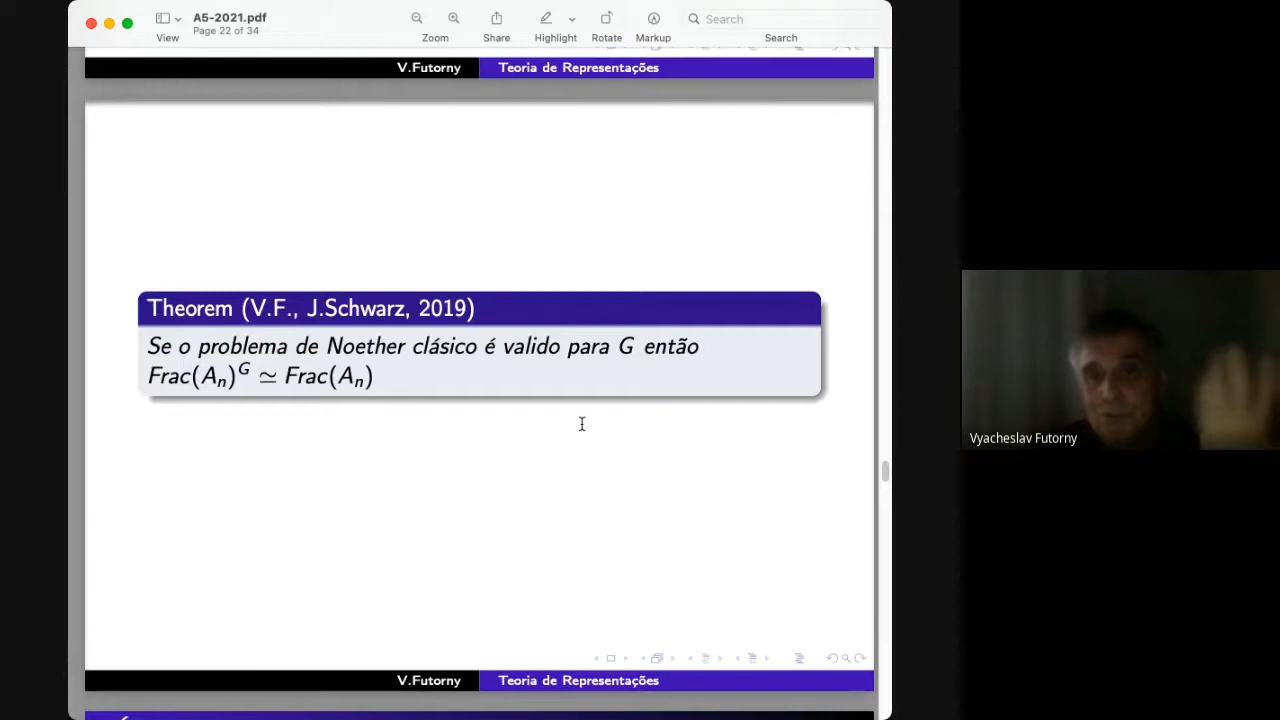 A5-2021.pdf
Page 22 of 34
View
Zoom
Share
Highlight
Rotate
Markup
Search
Search
V.Futorny
Teoria de Representações
Theorem (V.F., J.Schwarz, 2019)
Se o problema de Noether clásico é valido para G então
Frac(Aₙ)ᴳ ≃ Frac(Aₙ)
Vyacheslav Futorny
V.Futorny
Teoria de Representações